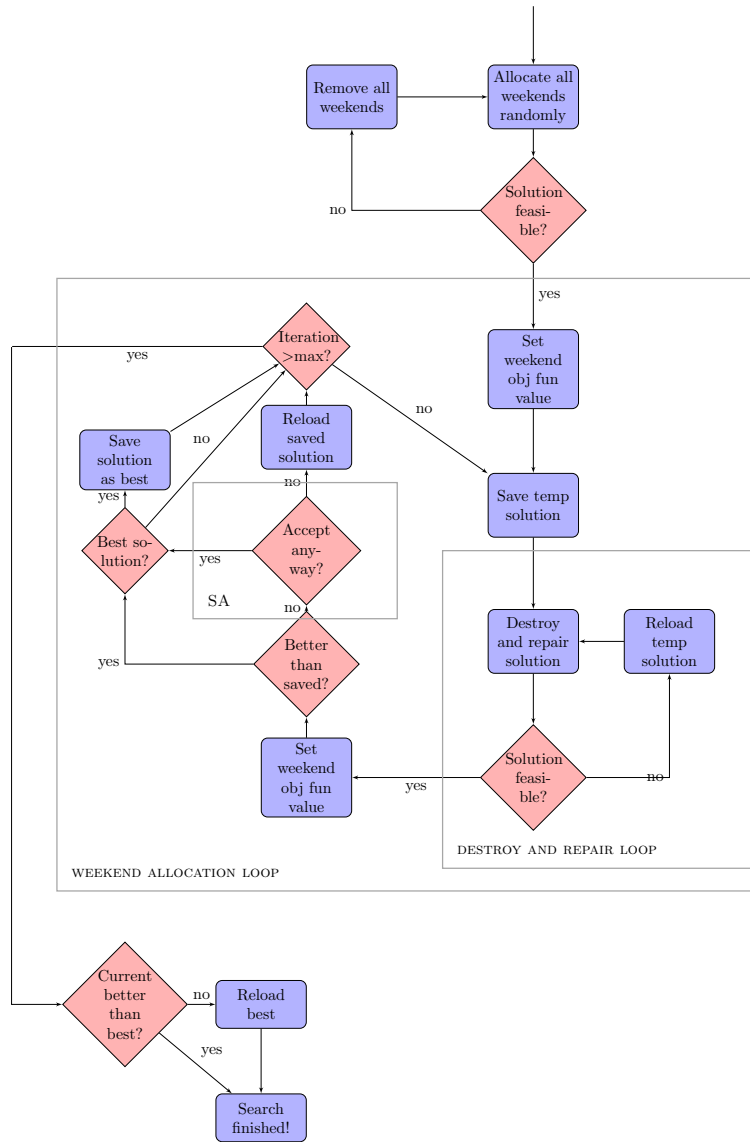 Remove all
weekends
Allocate all
weekends
randomly
Solution
feasi-
ble?
no
yes
Iteration
>max?
yes
Set
weekend
obj fun
value
no
Reload
saved
solution
no
Save
solution
as best
yes
no
Save temp
solution
Best so-
lution?
Accept
any-
way?
yes
SA
no
Destroy
and repair
solution
Reload
temp
solution
Better
than
saved?
yes
Set
weekend
obj fun
value
Solution
feasi-
ble?
yes
no
DESTROY AND REPAIR LOOP
WEEKEND ALLOCATION LOOP
Current
better
than
best?
no
Reload
best
yes
Search
finished!